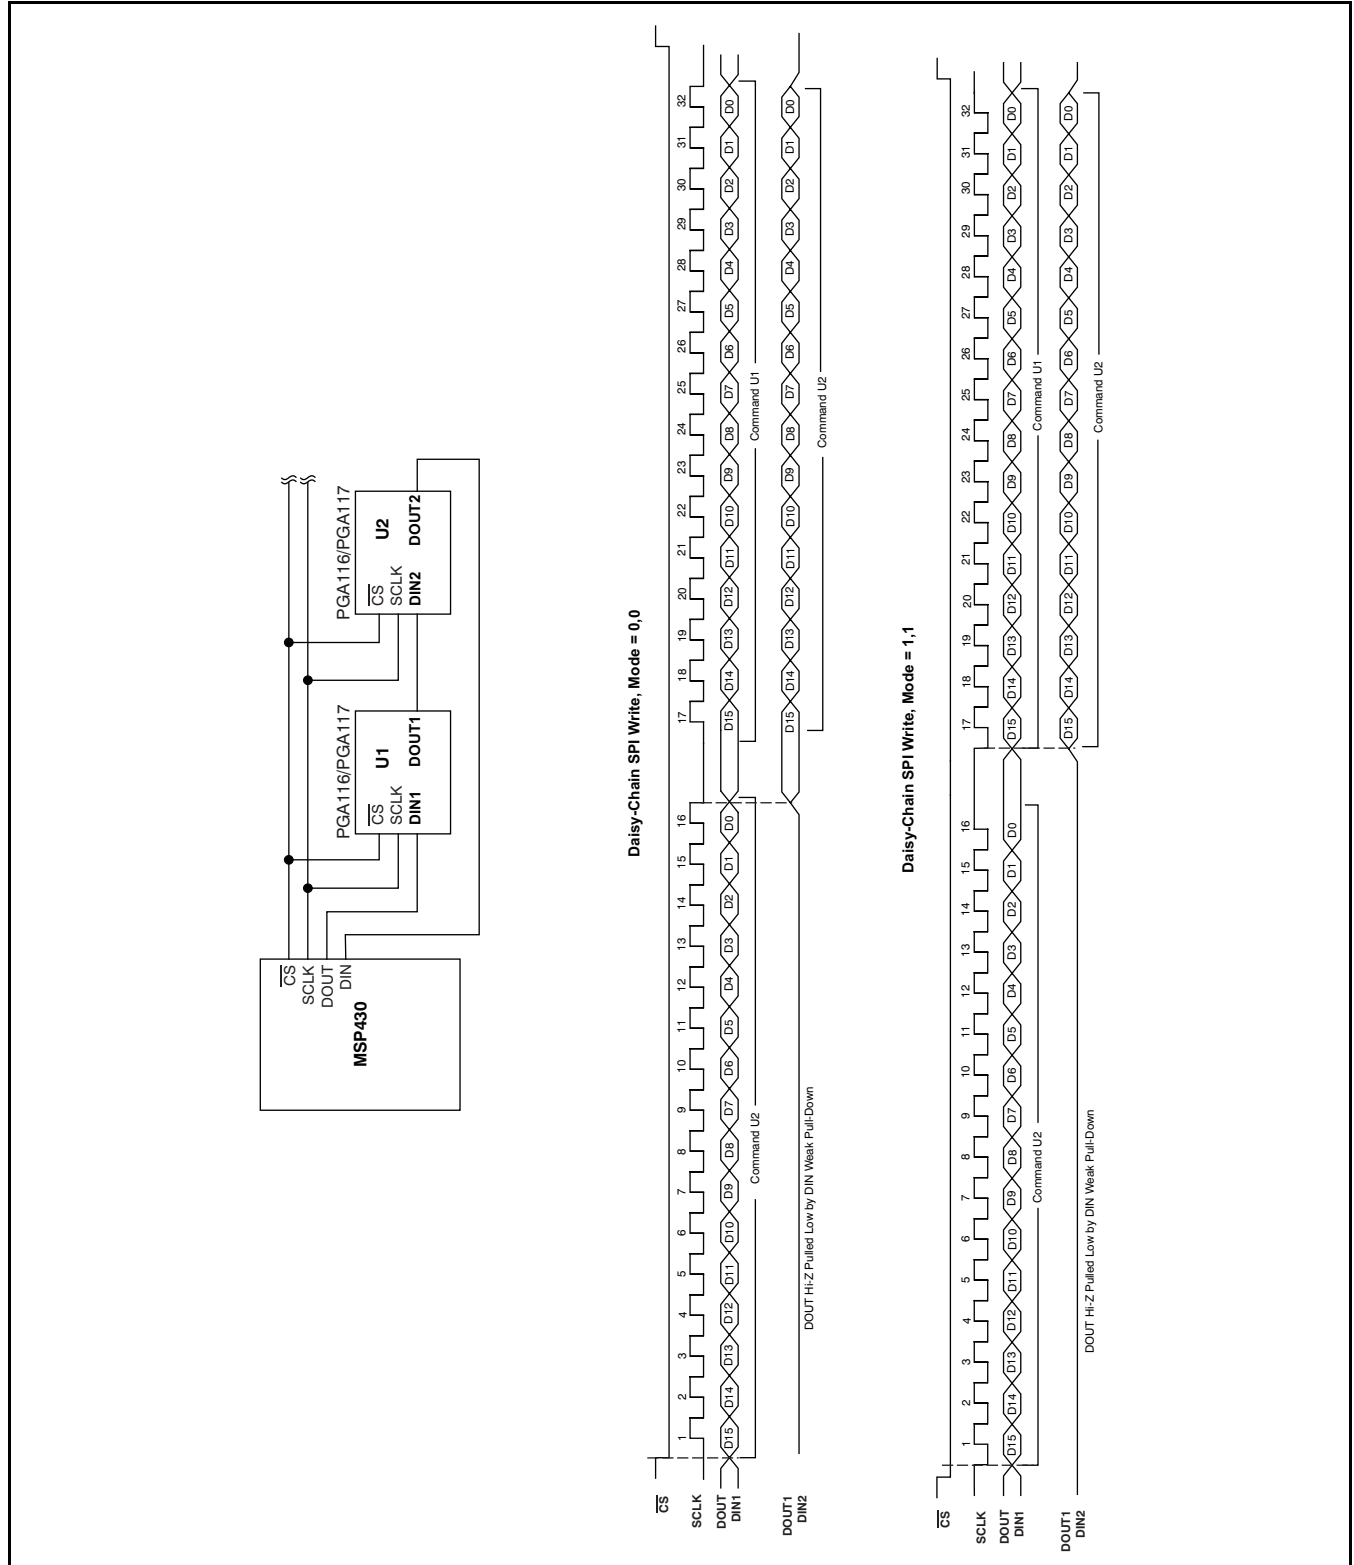 MSP430
CS
SCLK
DOUT
DIN
PGA116/PGA117
U1
CS
SCLK
DIN1
DOUT1
PGA116/PGA117
U2
CS
SCLK
DIN2
DOUT2
Daisy-Chain SPI Write, Mode = 0,0
CS
SCLK
1 2 3 4 5 6 7 8 9 10 11 12 13 14 15 16 17 18 19 20 21 22 23 24 25 26 27 28 29 30 31 32
DOUT
DIN1
D15 D14 D13 D12 D11 D10 D9 D8 D7 D6 D5 D4 D3 D2 D1 D0 D15 D14 D13 D12 D11 D10 D9 D8 D7 D6 D5 D4 D3 D2 D1 D0
Command U2
Command U1
DOUT1
DIN2
D15 D14 D13 D12 D11 D10 D9 D8 D7 D6 D5 D4 D3 D2 D1 D0
DOUT Hi-Z Pulled Low by DIN Weak Pull-Down
Command U2
Daisy-Chain SPI Write, Mode = 1,1
CS
SCLK
1 2 3 4 5 6 7 8 9 10 11 12 13 14 15 16 17 18 19 20 21 22 23 24 25 26 27 28 29 30 31 32
DOUT
DIN1
D15 D14 D13 D12 D11 D10 D9 D8 D7 D6 D5 D4 D3 D2 D1 D0 D15 D14 D13 D12 D11 D10 D9 D8 D7 D6 D5 D4 D3 D2 D1 D0
Command U2
Command U1
DOUT1
DIN2
D15 D14 D13 D12 D11 D10 D9 D8 D7 D6 D5 D4 D3 D2 D1 D0
DOUT Hi-Z Pulled Low by DIN Weak Pull-Down
Command U2